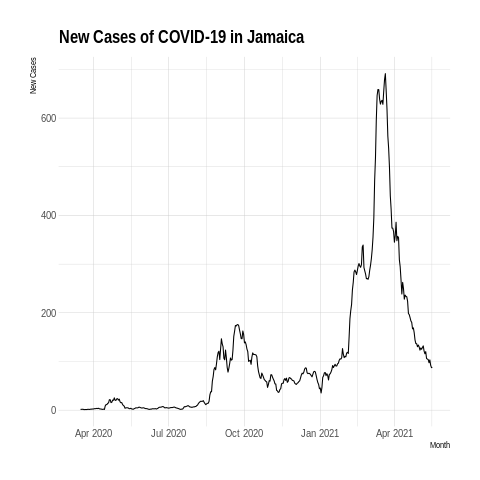 New Cases of COVID-19 in Jamaica
New Cases
600
400
200
0
Apr 2020
Jul 2020
Oct 2020
Jan 2021
Apr 2021
Month